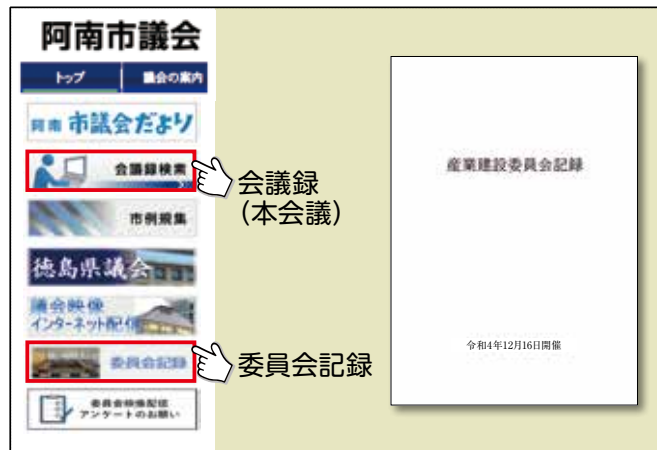 阿南市議会
トップ
議会の案内
阿南 市議会だより
会議録検索
会議録
(本会議)
市例規集
徳島県議会
議会映像
インターネット配信
委員会記録
委員会記録
委員会映像配信
アンケートのお願い
産業建設委員会記録
令和4年12月16日開催